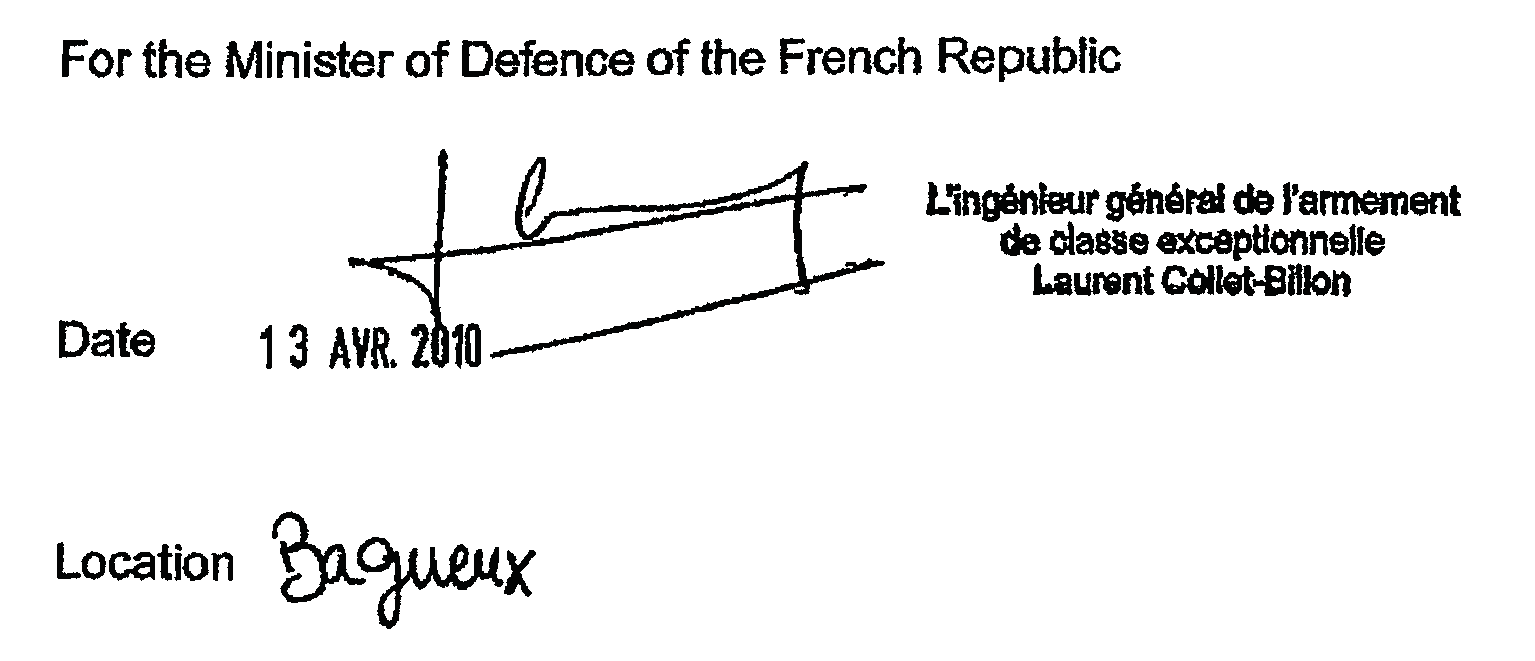 For the Minister of Defence of the French Republic
L'ingénieur général de l'armement
de classe exceptionnelle
Laurent Collet-Billon
Date 13 AVR. 2010
Location Bagneux